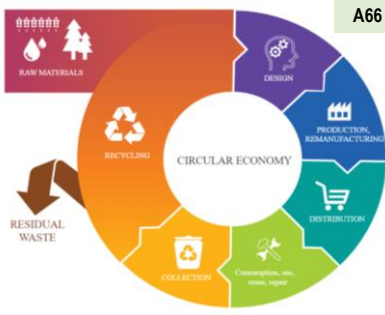 A66
RAW MATERIALS
DESIGN
PRODUCTION,
REMANUFACTURING
RECYCLING
CIRCULAR ECONOMY
DISTRIBUTION
RESIDUAL
WASTE
COLLECTION
Consumption, use,
reuse, repair